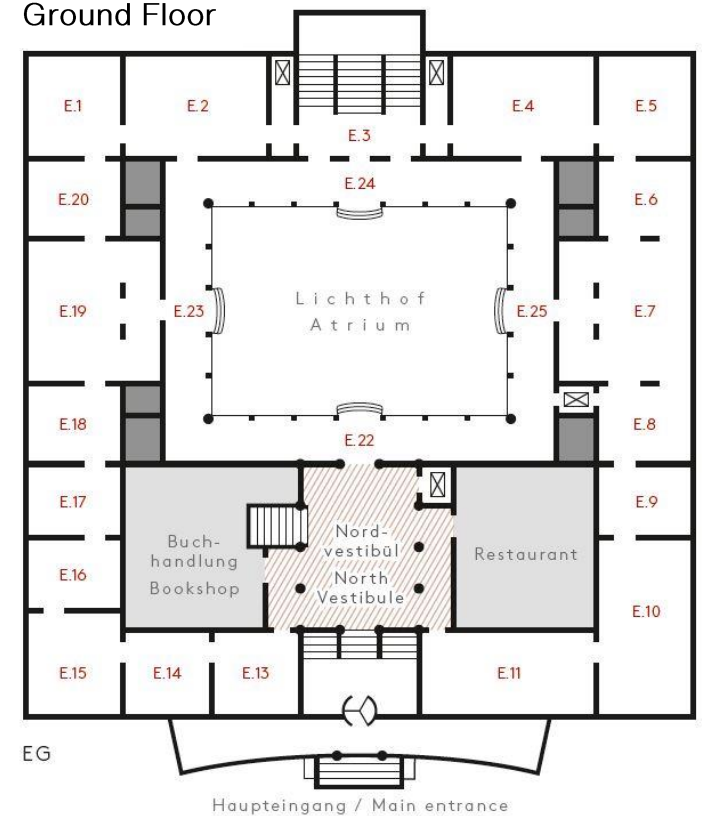 Ground Floor
E.1
E.2
E.3
E.4
E.5
E.20
E.24
E.6
E.19
E.23
Lichthof
Atrium
E.25
E.7
E.18
E.22
E.8
E.17
Buch-
handlung
Bookshop
Nord-
vestibül
North
Vestibule
Restaurant
E.9
E.16
E.10
E.15
E.14
E.13
E.11
EG
Haupteingang / Main entrance